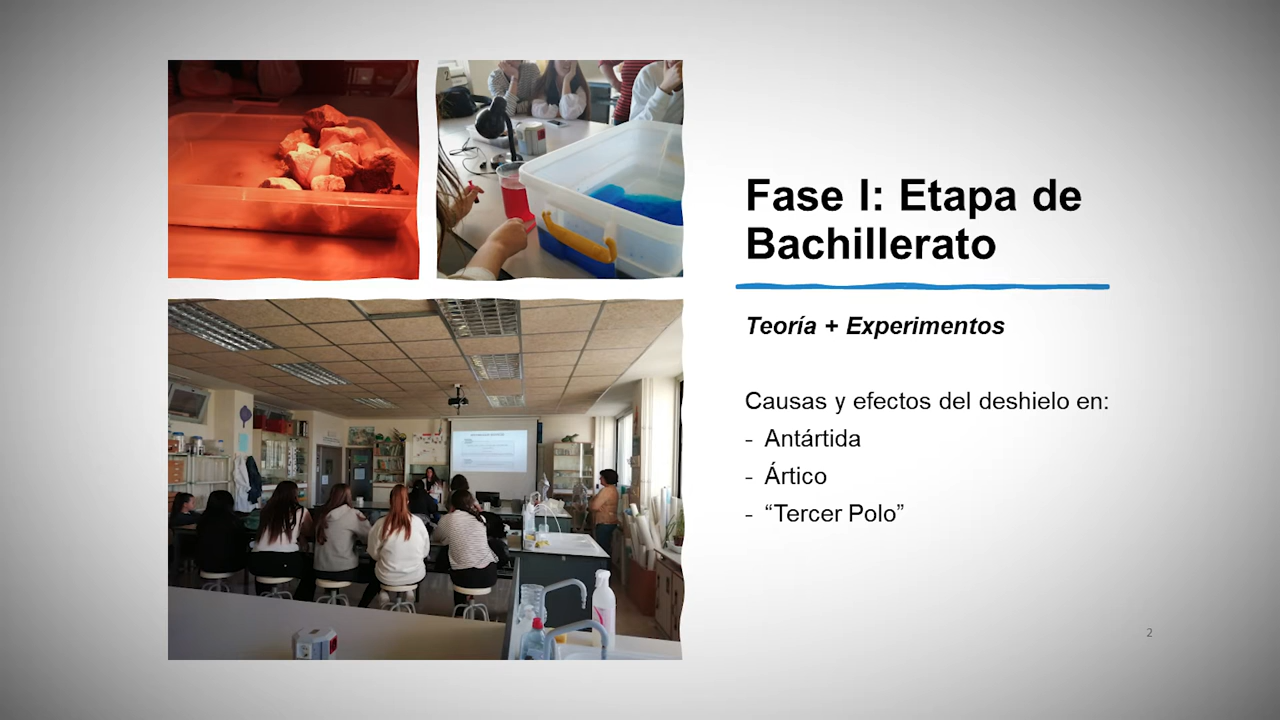 Fase I: Etapa de
Bachillerato
Teoría + Experimentos
Causas y efectos del deshielo en:
- Antártida
- Ártico
- “Tercer Polo”
2